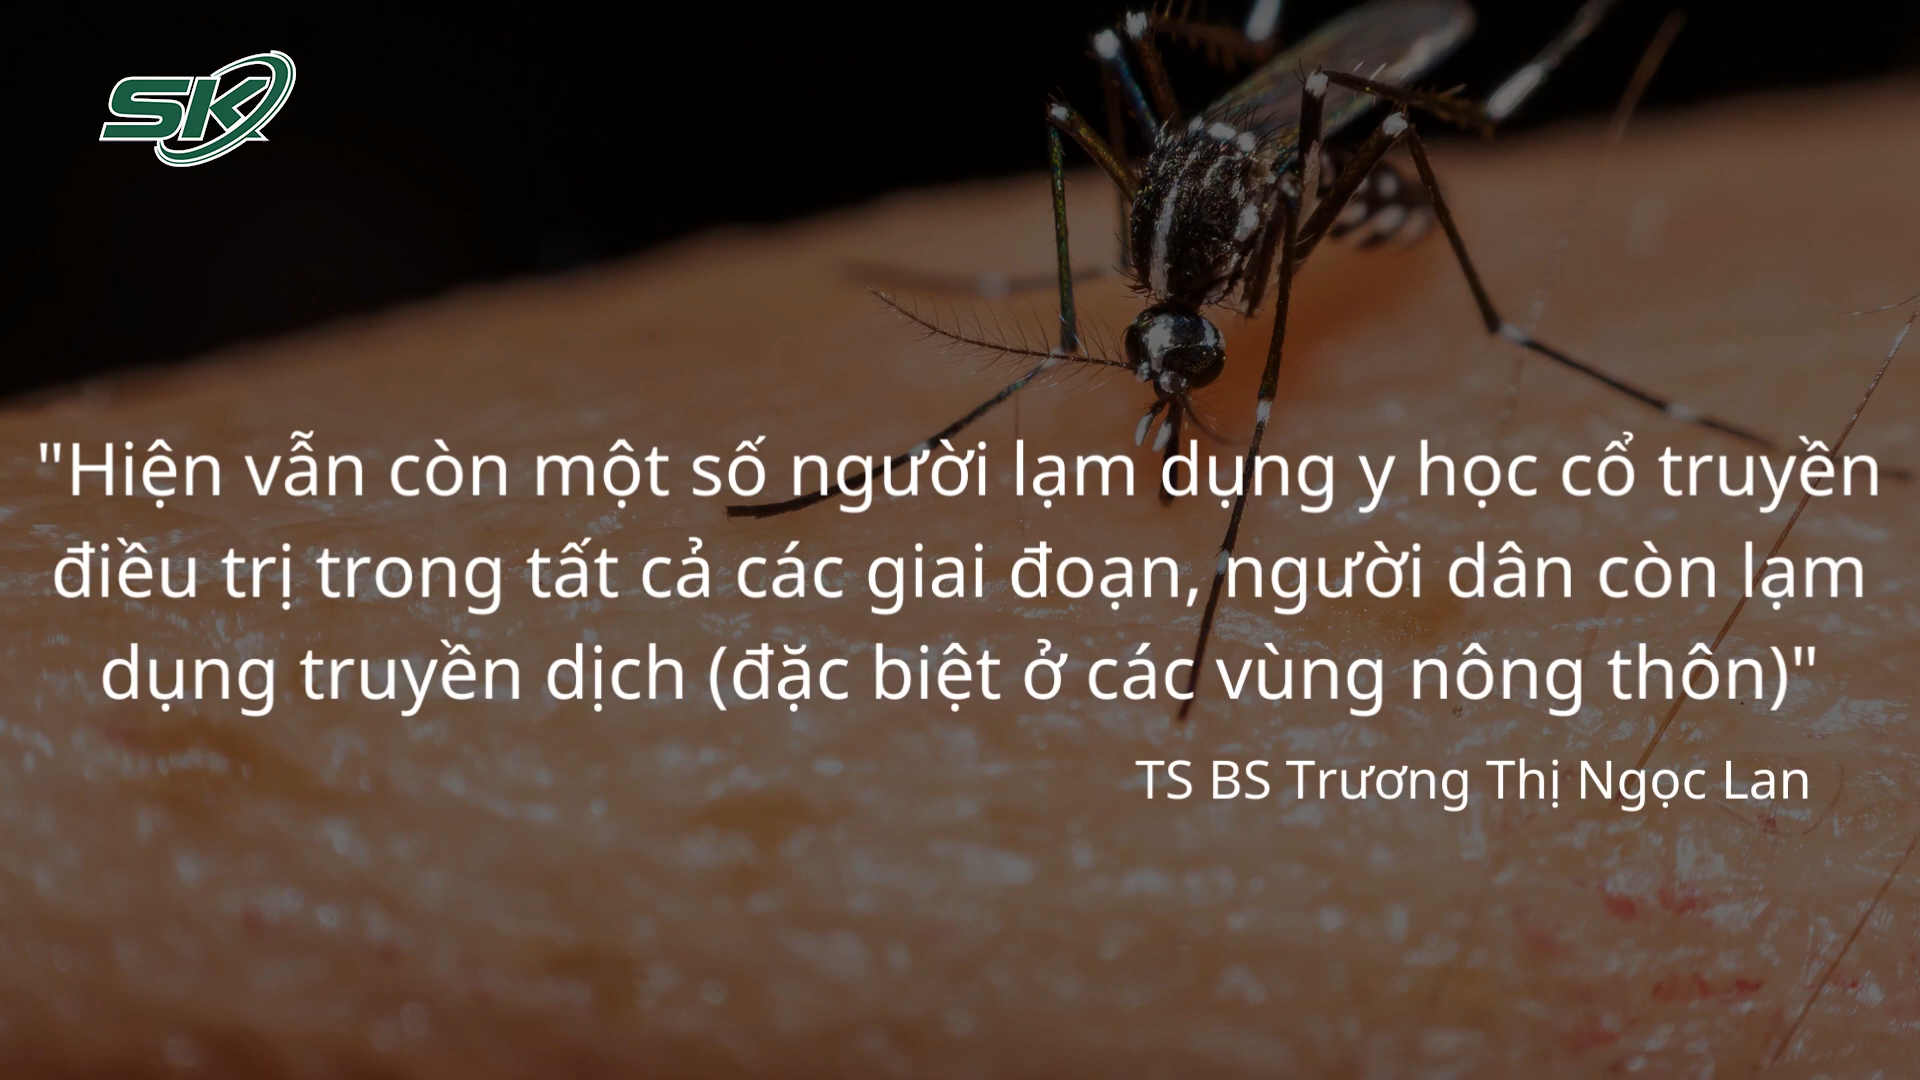 SK
"Hiện vẫn còn một số người lạm dụng y học cổ truyền
điều trị trong tất cả các giai đoạn, người dân còn lạm
dụng truyền dịch (đặc biệt ở các vùng nông thôn)"
TS BS Trương Thị Ngọc Lan